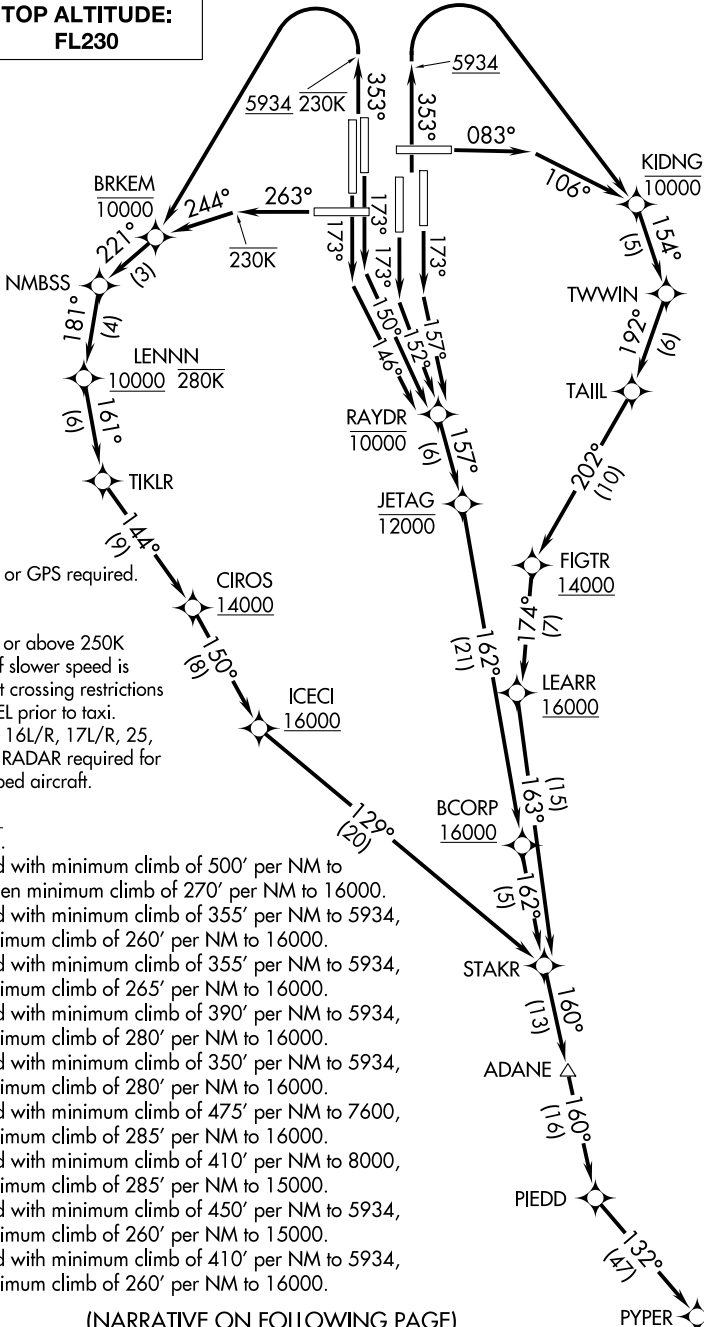 TOP ALTITUDE:
FL230
5934
230K
353°
353°
5934
083°
106°
KIDNG
10000
BRKEM
10000
244°
263°
230K
173°
173°
173°
173°
221°
(3)
154°
(5)
NMBSS
TWWIN
181°
(4)
192°
(6)
LENNN
10000 280K
146°
150°
152°
157°
TAIIL
161°
(9)
RAYDR
10000
157°
(6)
202°
(10)
TIKLR
JETAG
12000
144°
(9)
or GPS required.
FIGTR
14000
CIROS
14000
174°
(7)
or above 250K
f slower speed is
t crossing restrictions
EL prior to taxi.
16L/R, 17L/R, 25,
RADAR required for
ped aircraft.
150°
(8)
162°
(21)
LEARR
16000
ICECI
16000
163°
(15)
129°
(20)
BCORP
16000
d with minimum climb of 500' per NM to
en minimum climb of 270' per NM to 16000.
d with minimum climb of 355' per NM to 5934,
imum climb of 260' per NM to 16000.
d with minimum climb of 355' per NM to 5934,
imum climb of 265' per NM to 16000.
d with minimum climb of 390' per NM to 5934,
imum climb of 280' per NM to 16000.
d with minimum climb of 350' per NM to 5934,
imum climb of 280' per NM to 16000.
d with minimum climb of 475' per NM to 7600,
imum climb of 285' per NM to 16000.
d with minimum climb of 410' per NM to 8000,
imum climb of 285' per NM to 15000.
d with minimum climb of 450' per NM to 5934,
imum climb of 260' per NM to 15000.
d with minimum climb of 410' per NM to 5934,
imum climb of 260' per NM to 16000.
162°
(5)
STAKR
160°
(13)
ADANE
160°
(16)
PIEDD
132°
(47)
(NARRATIVE ON FOLLOWING PAGE)
PYPER